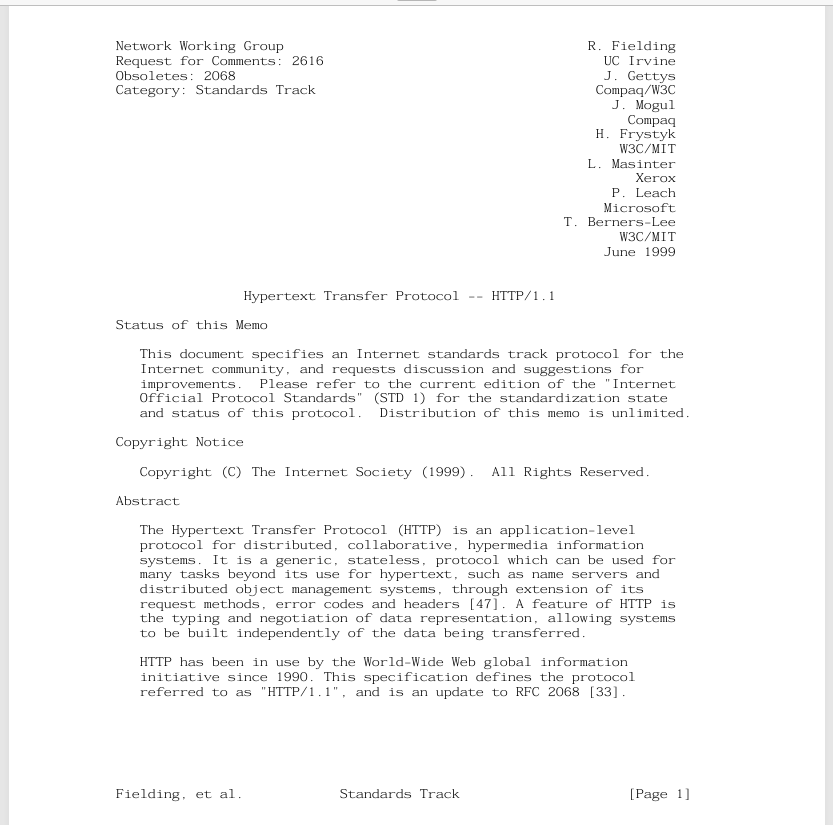 Network Working Group                                      R. Fielding
Request for Comments: 2616                                   UC Irvine
Obsoletes: 2068                                              J. Gettys
Category: Standards Track                                   Compaq/W3C
                                                              J. Mogul
                                                                Compaq
                                                            H. Frystyk
                                                               W3C/MIT
                                                           L. Masinter
                                                                 Xerox
                                                              P. Leach
                                                             Microsoft
                                                        T. Berners-Lee
                                                               W3C/MIT
                                                             June 1999

                Hypertext Transfer Protocol -- HTTP/1.1

Status of this Memo

   This document specifies an Internet standards track protocol for the
   Internet community, and requests discussion and suggestions for
   improvements.  Please refer to the current edition of the "Internet
   Official Protocol Standards" (STD 1) for the standardization state
   and status of this protocol.  Distribution of this memo is unlimited.

Copyright Notice

   Copyright (C) The Internet Society (1999).  All Rights Reserved.

Abstract

   The Hypertext Transfer Protocol (HTTP) is an application-level
   protocol for distributed, collaborative, hypermedia information
   systems. It is a generic, stateless, protocol which can be used for
   many tasks beyond its use for hypertext, such as name servers and
   distributed object management systems, through extension of its
   request methods, error codes and headers [47]. A feature of HTTP is
   the typing and negotiation of data representation, allowing systems
   to be built independently of the data being transferred.

   HTTP has been in use by the World-Wide Web global information
   initiative since 1990. This specification defines the protocol
   referred to as "HTTP/1.1", and is an update to RFC 2068 [33].

Fielding, et al.            Standards Track                     [Page 1]